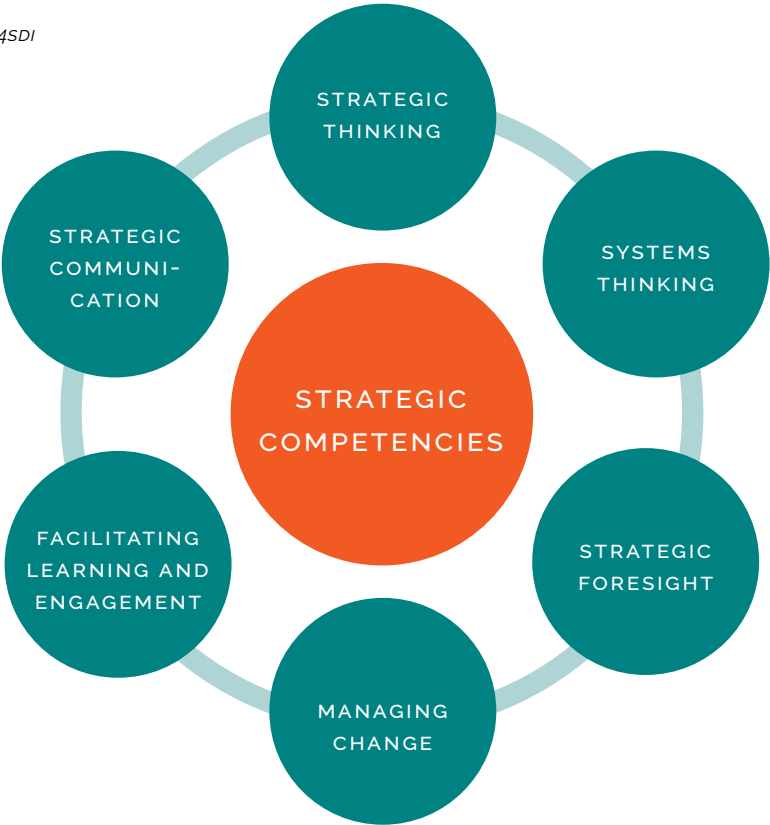 4SDI
STRATEGIC
THINKING
SYSTEMS
THINKING
STRATEGIC
FORESIGHT
MANAGING
CHANGE
FACILITATING
LEARNING AND
ENGAGEMENT
STRATEGIC
COMMUNI-
CATION
STRATEGIC
COMPETENCIES